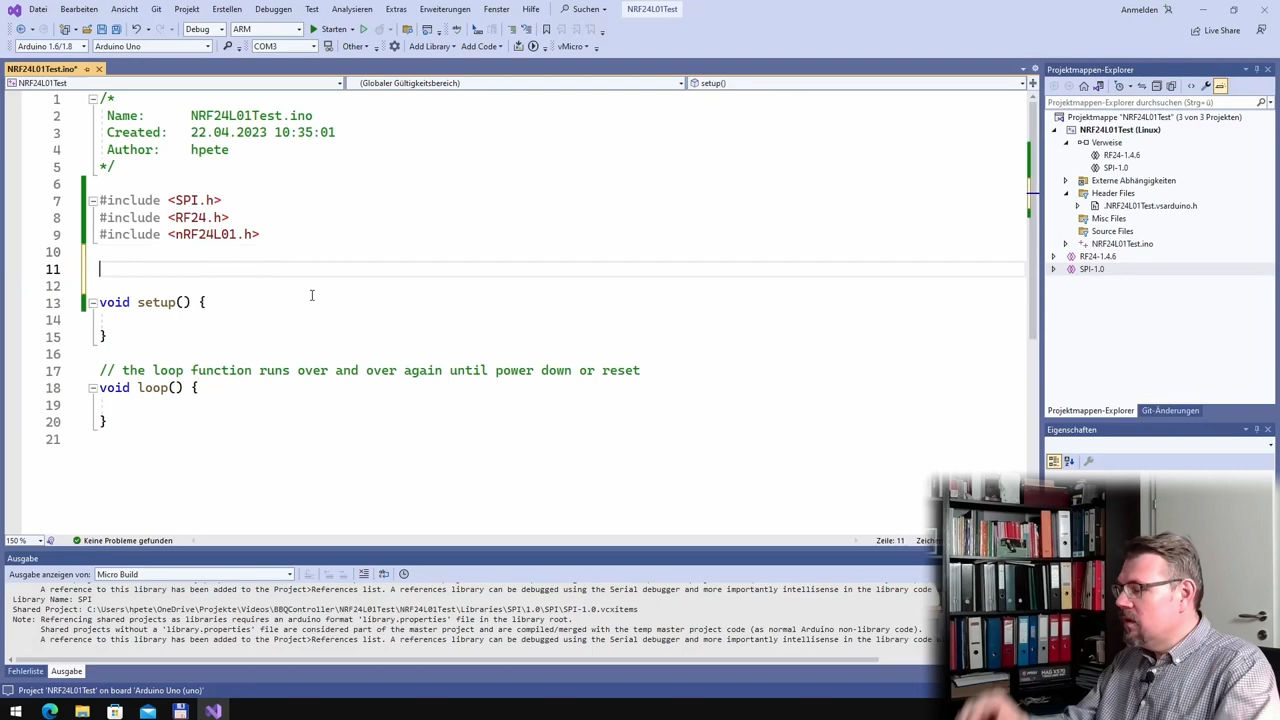 Datei Bearbeiten Ansicht Git Projekt Erstellen Debuggen Test Analysieren Extras Erweiterungen Fenster Hilfe Suchen NRF24L01Test Anmelden
Debug ARM Starten Live Share
Arduino 1.6/1.8 Arduino Uno COM3 Other Add Library Add Code vMicro
NRF24L01Test.ino*
NRF24L01Test (Globaler Gültigkeitsbereich) setup()
1 /*
2 Name: NRF24L01Test.ino
3 Created: 22.04.2023 10:35:01
4 Author: hpete
5 */
6
7 #include <SPI.h>
8 #include <RF24.h>
9 #include <nRF24L01.h>
10
11
12
13 void setup() {
14
15 }
16
17 // the loop function runs over and over again until power down or reset
18 void loop() {
19
20 }
21
150 % Keine Probleme gefunden Zeile: 11 Zeichen
Ausgabe
Ausgabe anzeigen von: Micro Build
A reference to this library has been added to the Project>References list. A references library can be debugged using the Serial debugger and more importantly intellisense in the library code
Library Name: SPI
Shared Project: C:\Users\hpete\OneDrive\Projekte\Videos\BBQController\NRF24L01Test\NRF24L01Test\Libraries\SPI\1.0\SPI\SPI-1.0.vcxitems
Note: Referencing shared projects as libraries requires an arduino format 'library.properties' file in the library root.
Shared projects without a 'library.properties' file are considered part of the master project and are compiled/merged with the temp master project code (as normal Arduino non-library code).
A reference to this library has been added to the Project>References list. A references library can be debugged using the Serial debugger and more importantly intellisense in the library code
Fehlerliste Ausgabe
Project 'NRF24L01Test' on board 'Arduino Uno (uno)'
Projektmappen-Explorer
Projektmappen-Explorer durchsuchen (Strg+ü)
Projektmappe "NRF24L01Test" (3 von 3 Projekten)
NRF24L01Test (Linux)
Verweise
RF24-1.4.6
SPI-1.0
Externe Abhängigkeiten
Header Files
.NRF24L01Test.vsarduino.h
Misc Files
Source Files
NRF24L01Test.ino
RF24-1.4.6
SPI-1.0
Projektmappen-Explorer Git-Änderungen
Eigenschaften